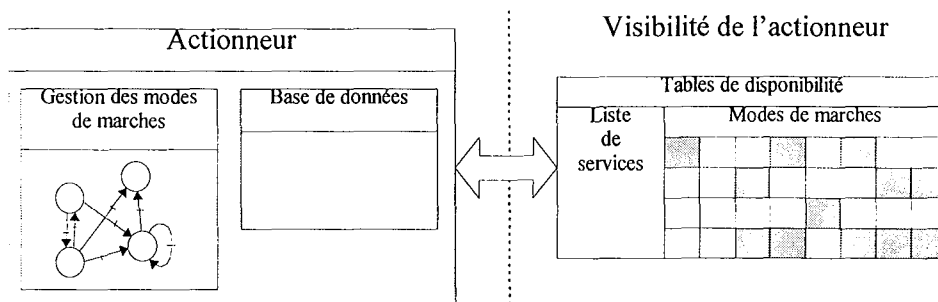 Actionneur
Visibilité de l'actionneur
Gestion des modes
de marches
Base de données
Tables de disponibilité
Liste
de
services
Modes de marches